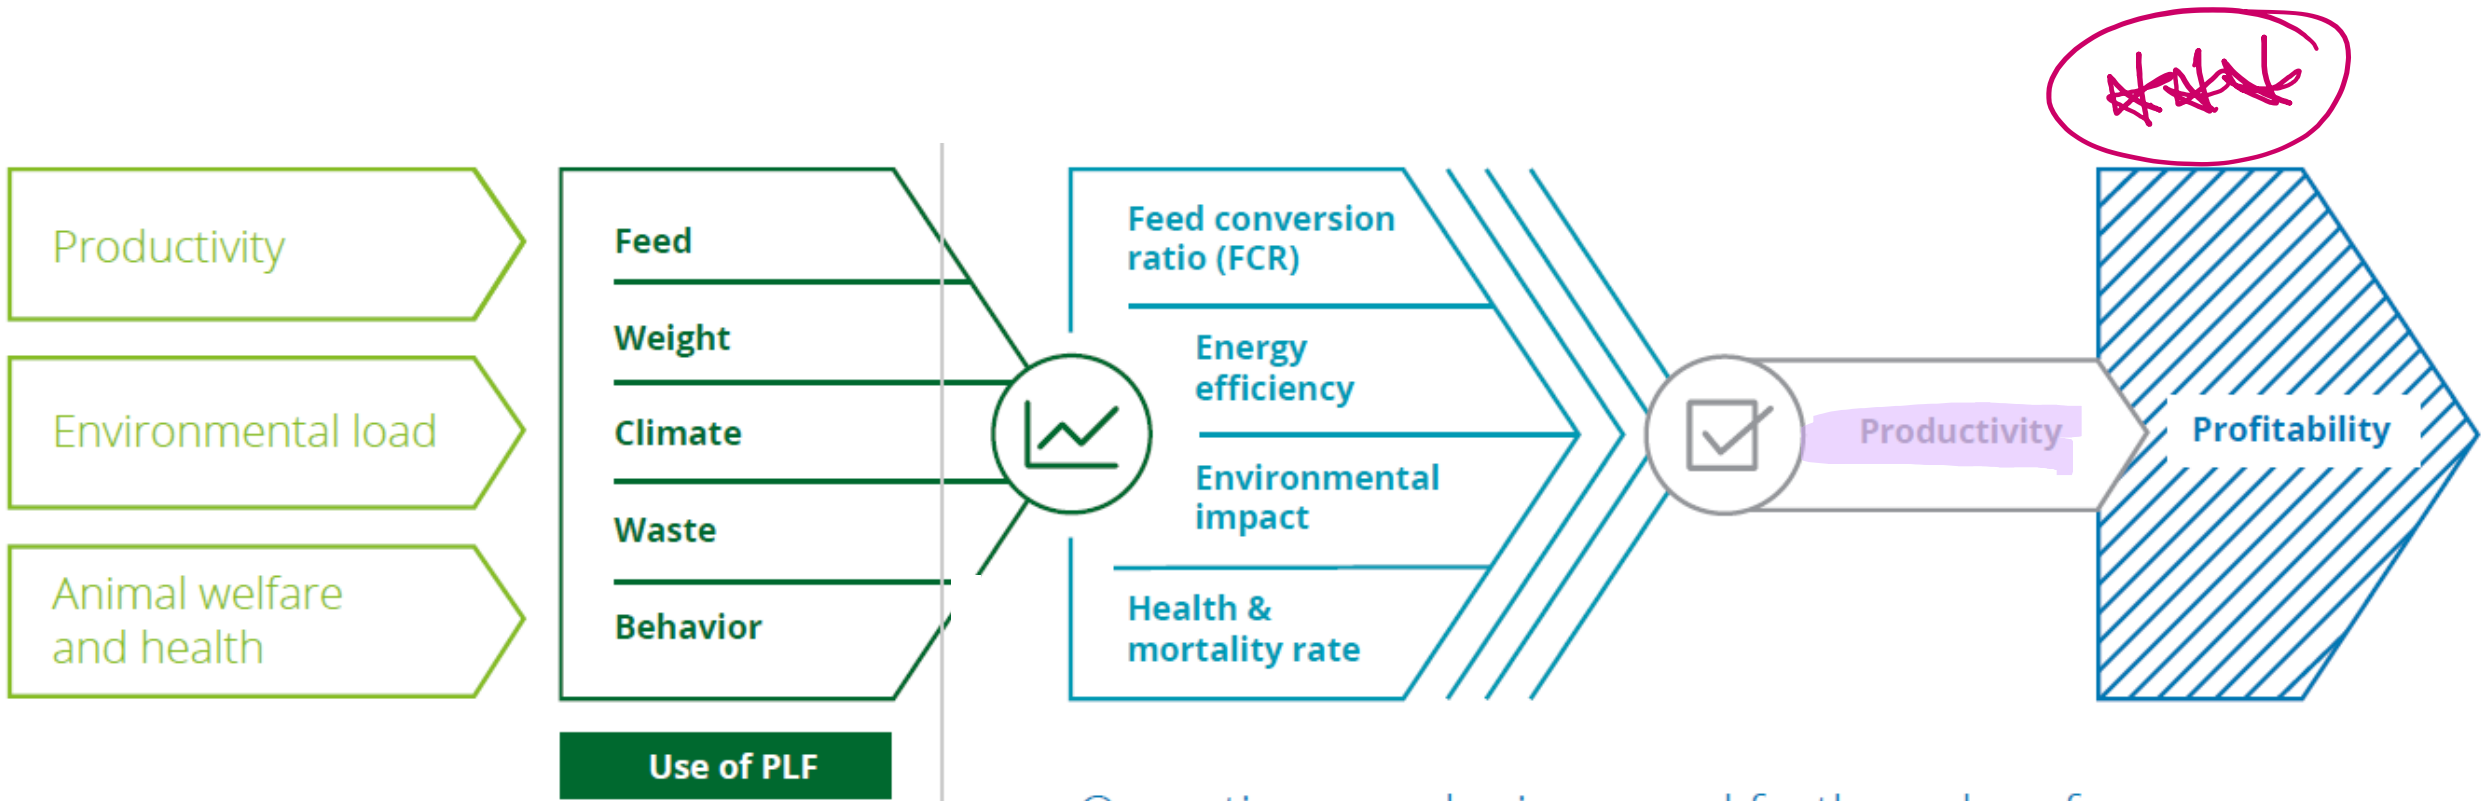 Productivity
Environmental load
Animal welfare
and health
Feed
Weight
Climate
Waste
Behavior
Use of PLF
Feed conversion
ratio (FCR)
Energy
efficiency
Environmental
impact
Health &
mortality rate
Productivity
Profitability